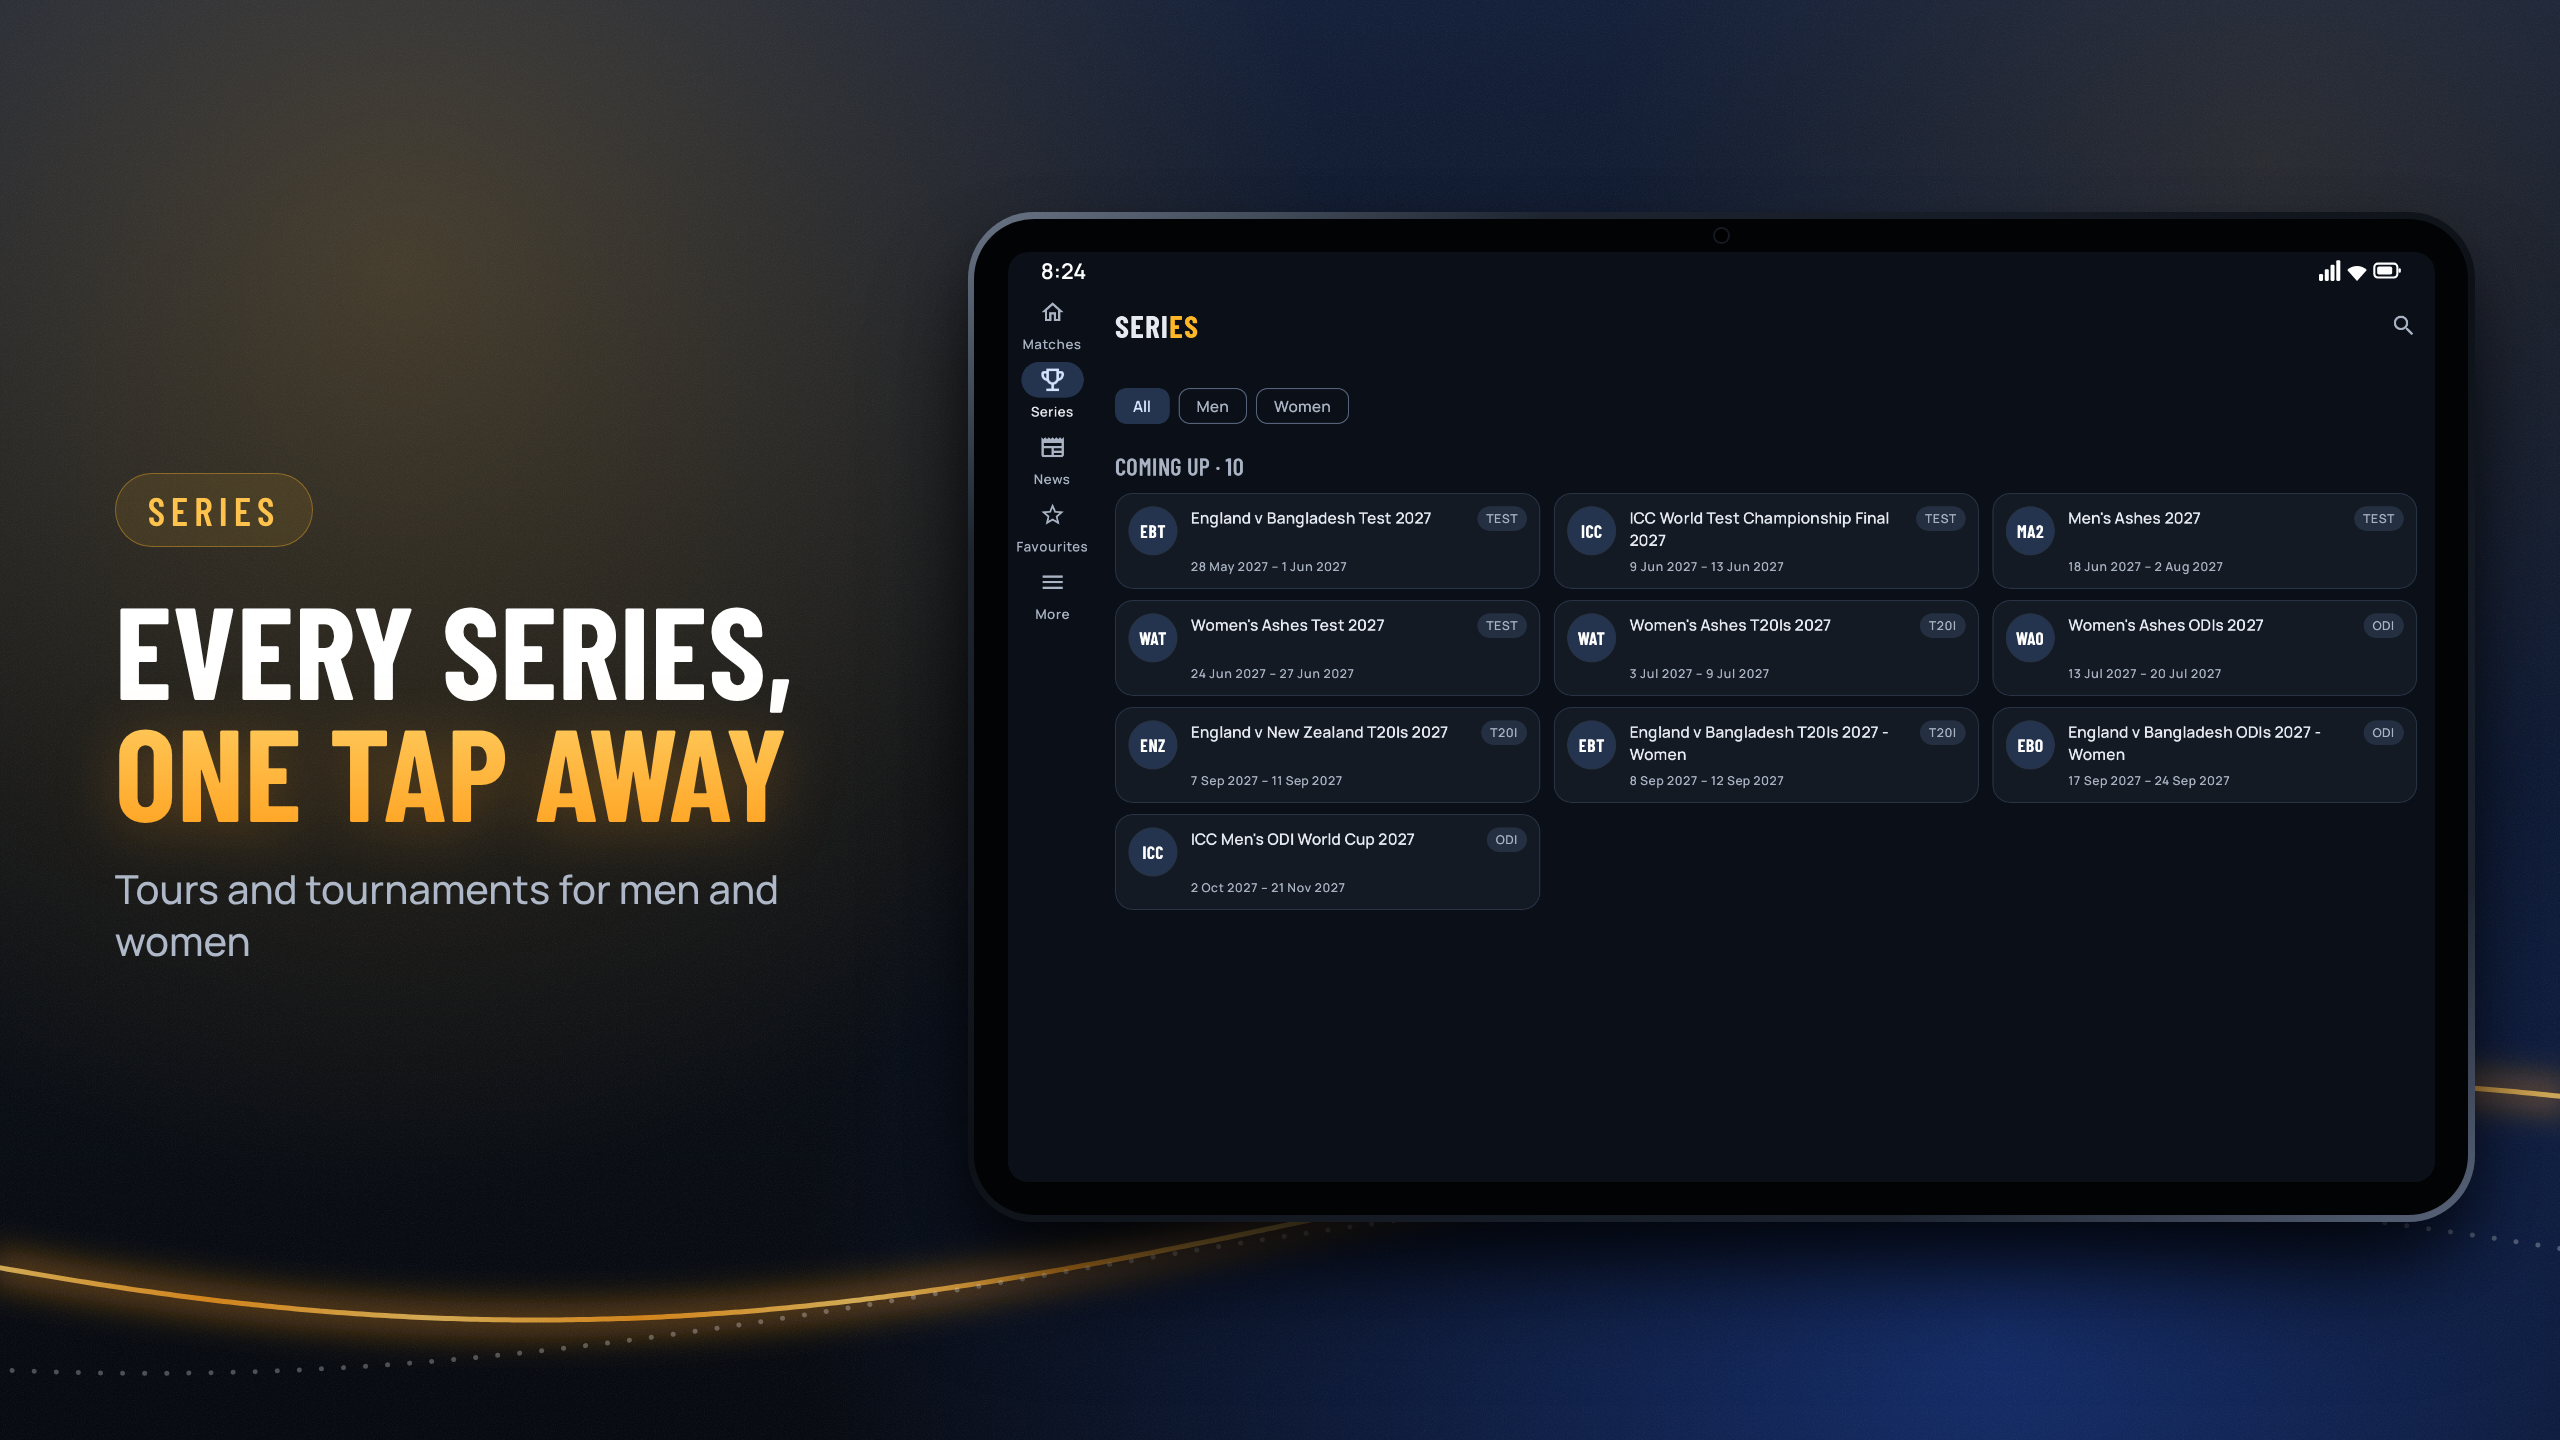 SERIES
EVERY SERIES,
ONE TAP AWAY
Tours and tournaments for men and
women
8:24
Matches
Series
News
Favourites
More
SERIES
All
Men
Women
COMING UP · 10
EBT
England v Bangladesh Test 2027
TEST
28 May 2027 – 1 Jun 2027
ICC
ICC World Test Championship Final
2027
TEST
9 Jun 2027 – 13 Jun 2027
MA2
Men's Ashes 2027
TEST
18 Jun 2027 – 2 Aug 2027
WAT
Women's Ashes Test 2027
TEST
24 Jun 2027 – 27 Jun 2027
WAT
Women's Ashes T20Is 2027
T20I
3 Jul 2027 – 9 Jul 2027
WAO
Women's Ashes ODIs 2027
ODI
13 Jul 2027 – 20 Jul 2027
ENZ
England v New Zealand T20Is 2027
T20I
7 Sep 2027 – 11 Sep 2027
EBT
England v Bangladesh T20Is 2027 -
Women
T20I
8 Sep 2027 – 12 Sep 2027
EBO
England v Bangladesh ODIs 2027 -
Women
ODI
17 Sep 2027 – 24 Sep 2027
ICC
ICC Men's ODI World Cup 2027
ODI
2 Oct 2027 – 21 Nov 2027